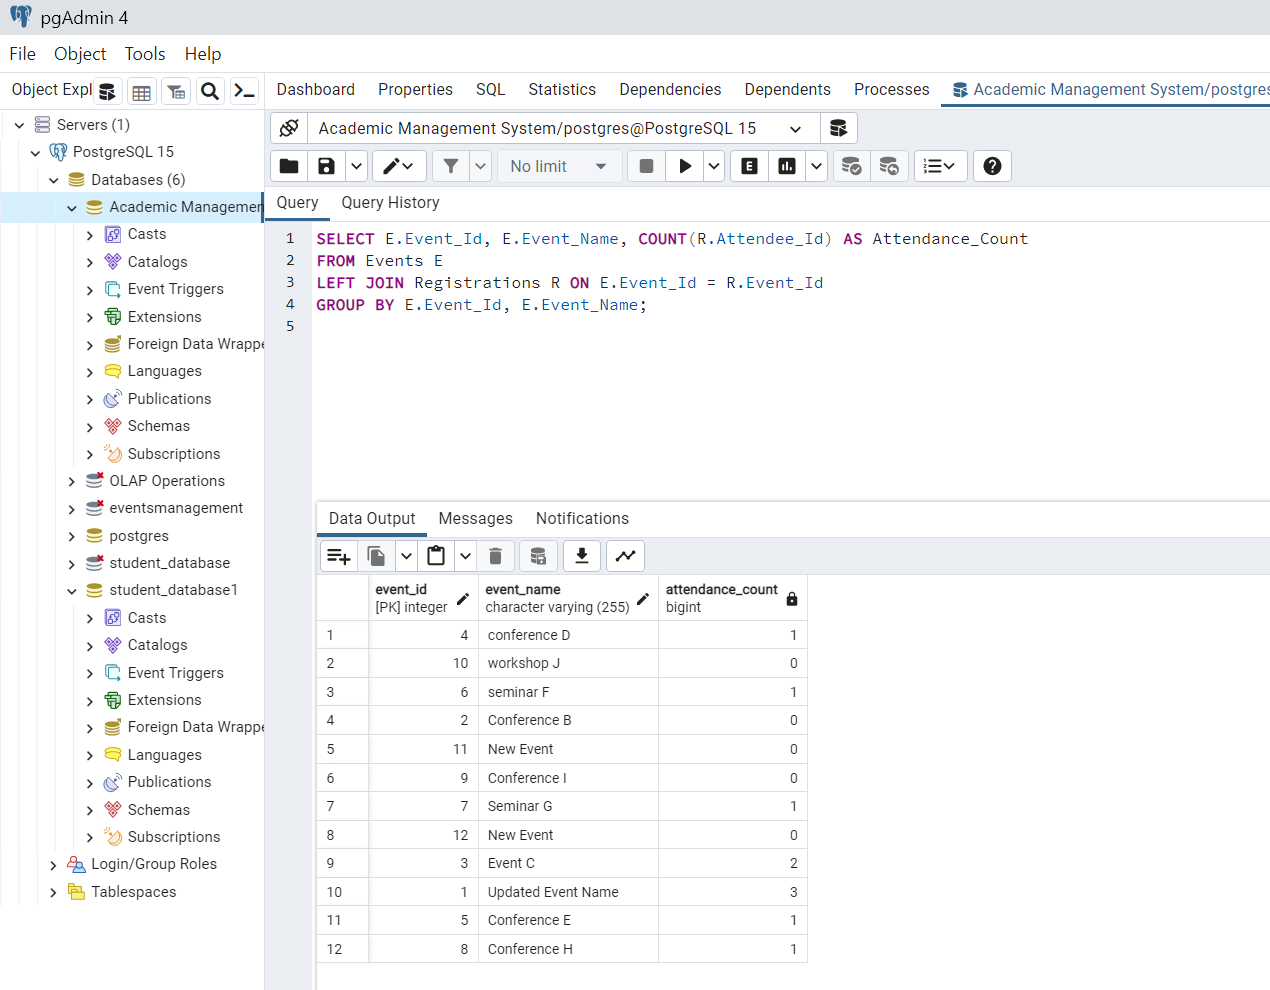 pgAdmin 4
File Object Tools Help
Object Expl
Dashboard Properties SQL Statistics Dependencies Dependents Processes Academic Management System/postgres
Servers (1)
PostgreSQL 15
Databases (6)
Academic Managemen
Casts
Catalogs
Event Triggers
Extensions
Foreign Data Wrappe
Languages
Publications
Schemas
Subscriptions
OLAP Operations
eventsmanagement
postgres
student_database
student_database1
Casts
Catalogs
Event Triggers
Extensions
Foreign Data Wrappe
Languages
Publications
Schemas
Subscriptions
Login/Group Roles
Tablespaces
Academic Management System/postgres@PostgreSQL 15
No limit E
Query Query History
1 SELECT E.Event_Id, E.Event_Name, COUNT(R.Attendee_Id) AS Attendance_Count
2 FROM Events E
3 LEFT JOIN Registrations R ON E.Event_Id = R.Event_Id
4 GROUP BY E.Event_Id, E.Event_Name;
5
Data Output Messages Notifications
event_id event_name attendance_count
[PK] integer character varying (255) bigint
1 4 conference D 1
2 10 workshop J 0
3 6 seminar F 1
4 2 Conference B 0
5 11 New Event 0
6 9 Conference I 0
7 7 Seminar G 1
8 12 New Event 0
9 3 Event C 2
10 1 Updated Event Name 3
11 5 Conference E 1
12 8 Conference H 1